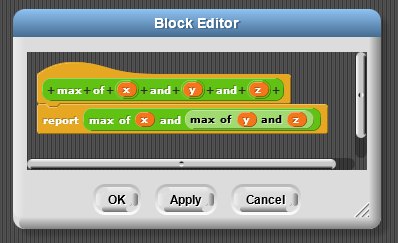 Block Editor
+ max + of + x + and + y + and + z +
report max of x and max of y and z
OK Apply Cancel